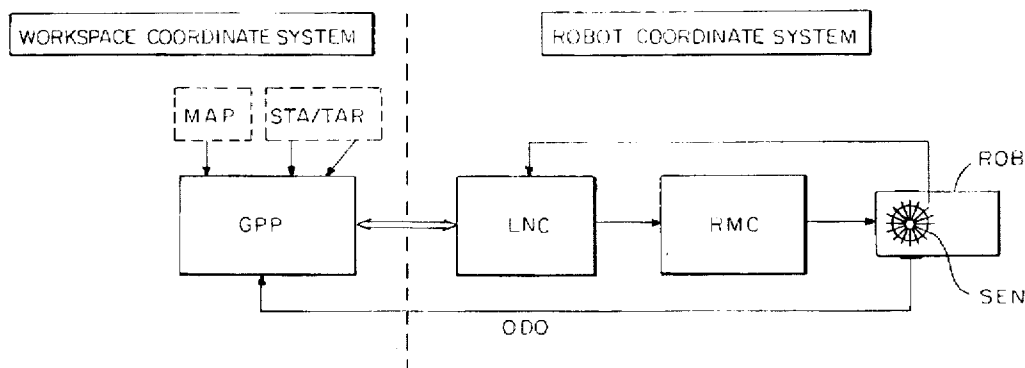 WORKSPACE COORDINATE SYSTEM
ROBOT COORDINATE SYSTEM
MAP
STA/TAR
ROB
GPP
LNC
RMC
SEN
ODO